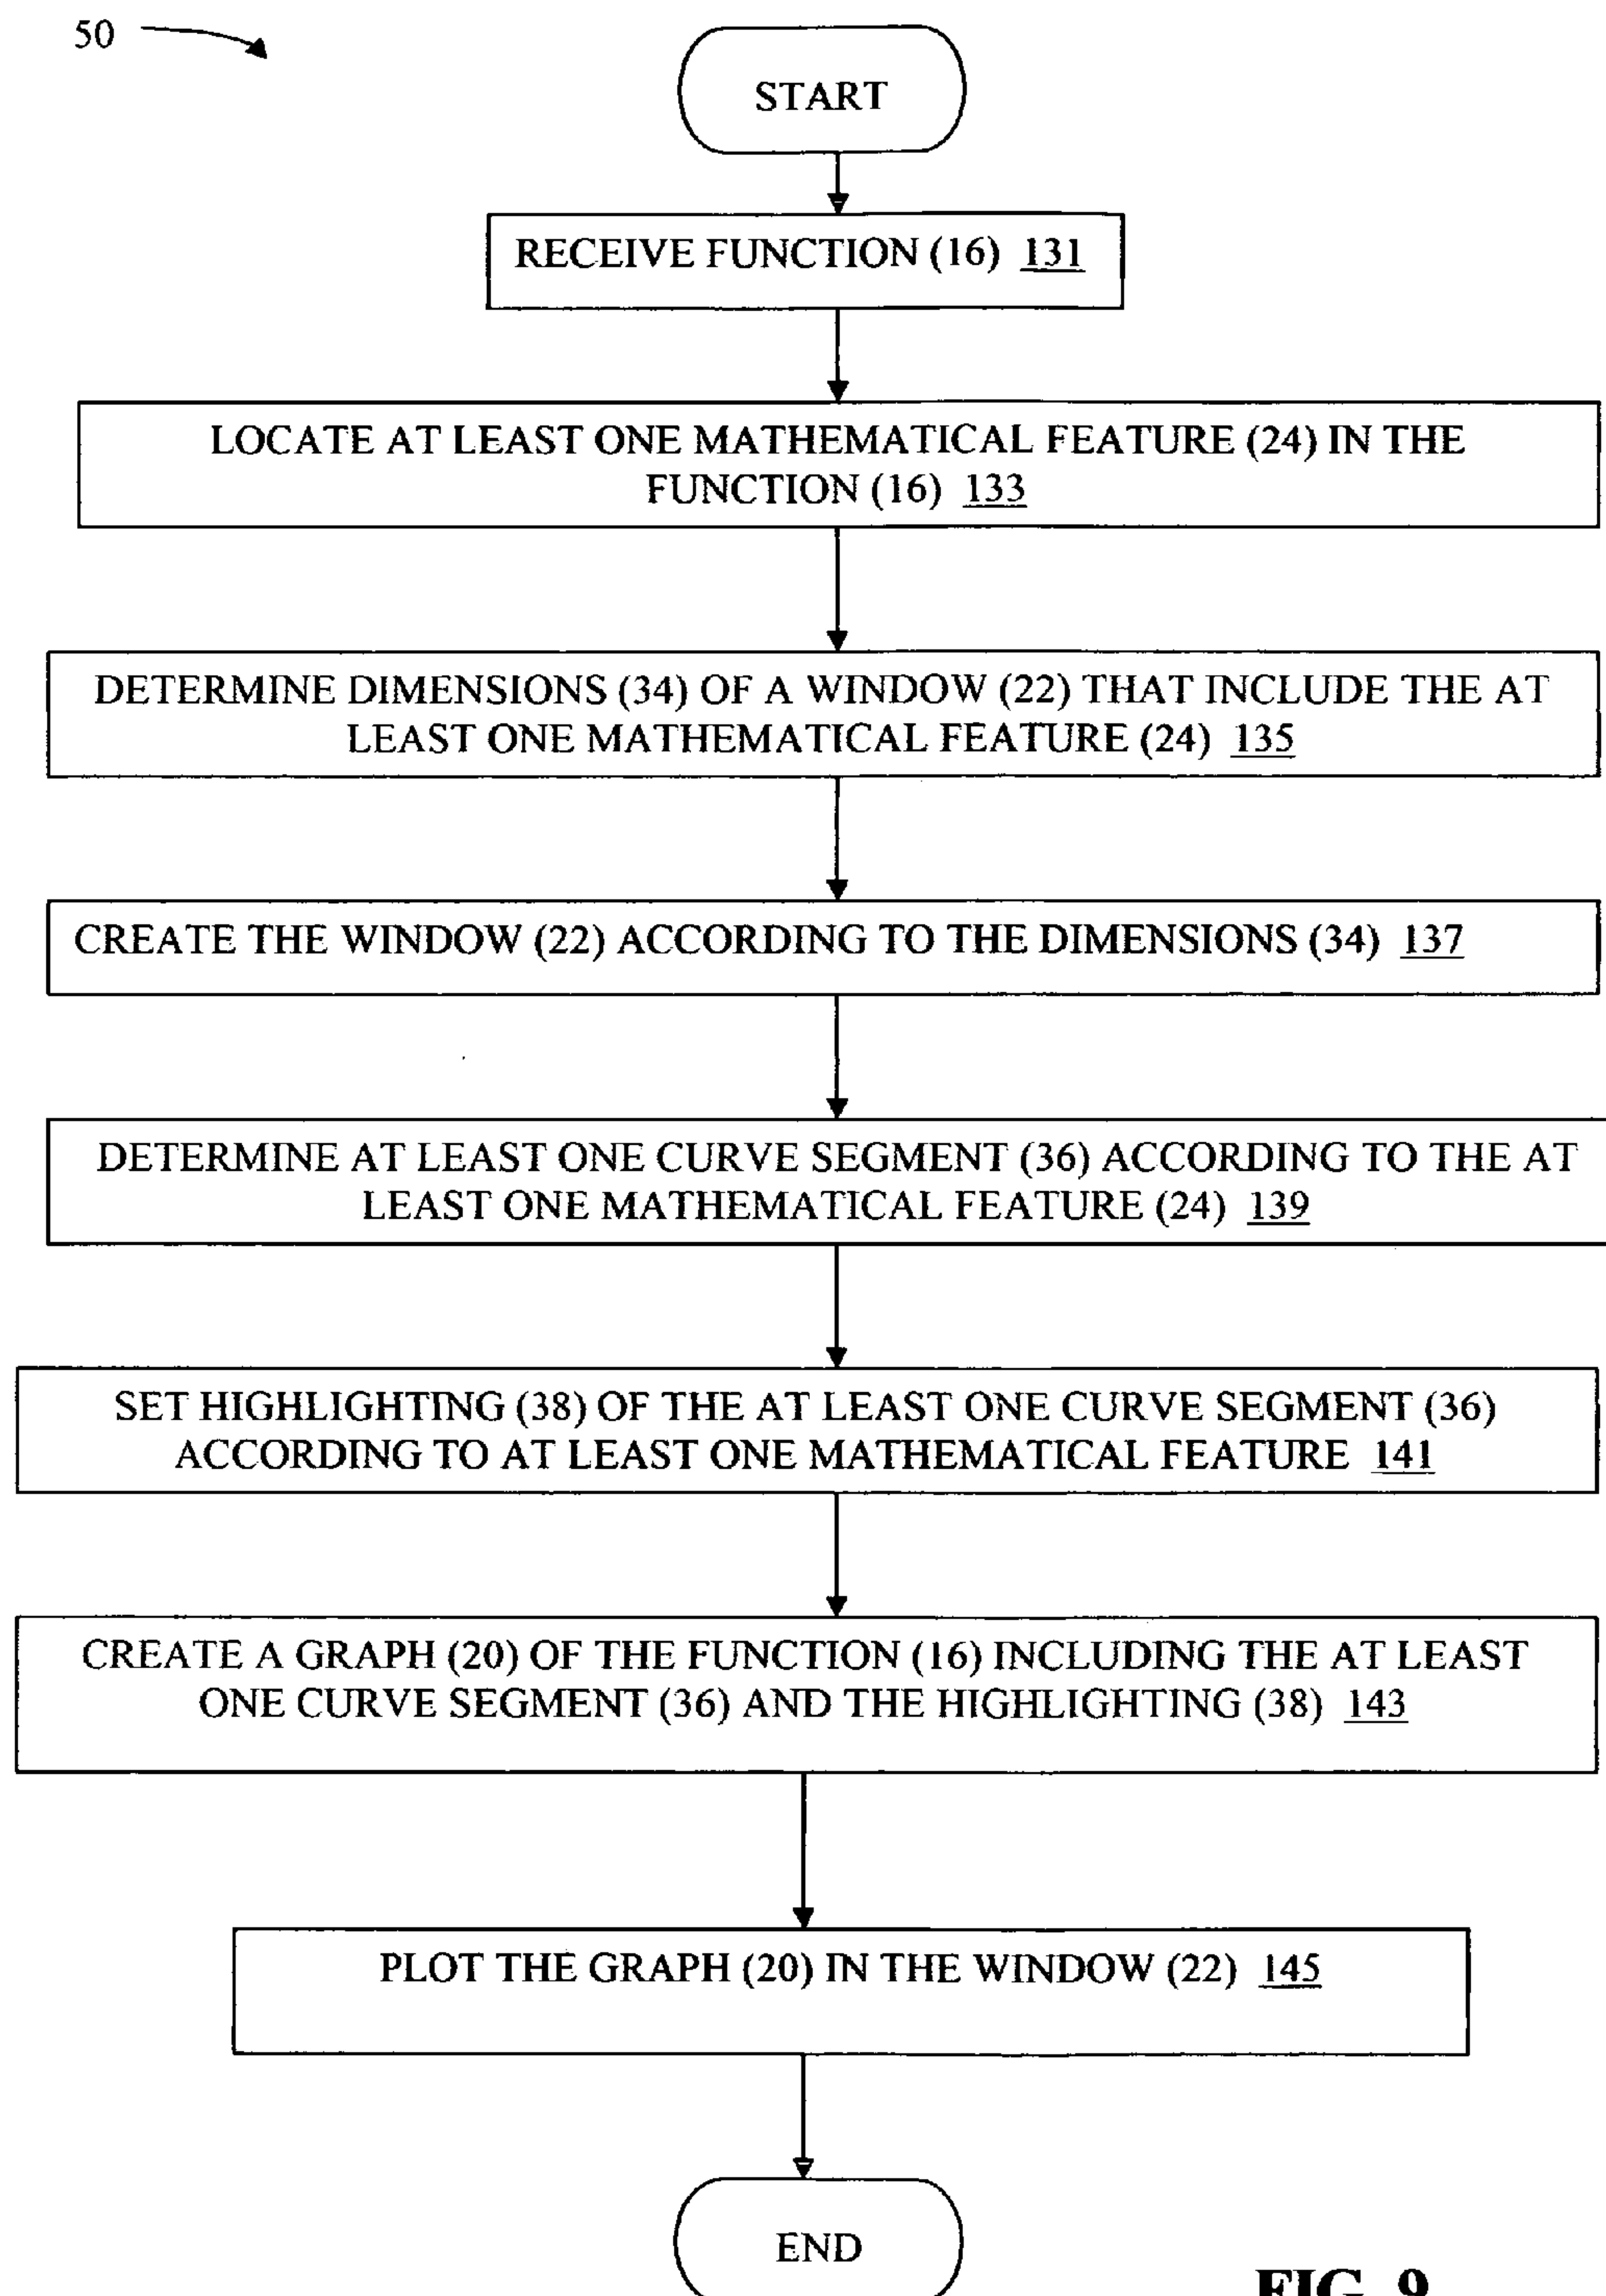 50
START
RECEIVE FUNCTION (16) 131
LOCATE AT LEAST ONE MATHEMATICAL FEATURE (24) IN THE
FUNCTION (16) 133
DETERMINE DIMENSIONS (34) OF A WINDOW (22) THAT INCLUDE THE AT
LEAST ONE MATHEMATICAL FEATURE (24) 135
CREATE THE WINDOW (22) ACCORDING TO THE DIMENSIONS (34) 137
DETERMINE AT LEAST ONE CURVE SEGMENT (36) ACCORDING TO THE AT
LEAST ONE MATHEMATICAL FEATURE (24) 139
SET HIGHLIGHTING (38) OF THE AT LEAST ONE CURVE SEGMENT (36)
ACCORDING TO AT LEAST ONE MATHEMATICAL FEATURE 141
CREATE A GRAPH (20) OF THE FUNCTION (16) INCLUDING THE AT LEAST
ONE CURVE SEGMENT (36) AND THE HIGHLIGHTING (38) 143
PLOT THE GRAPH (20) IN THE WINDOW (22) 145
END
FIG. 9